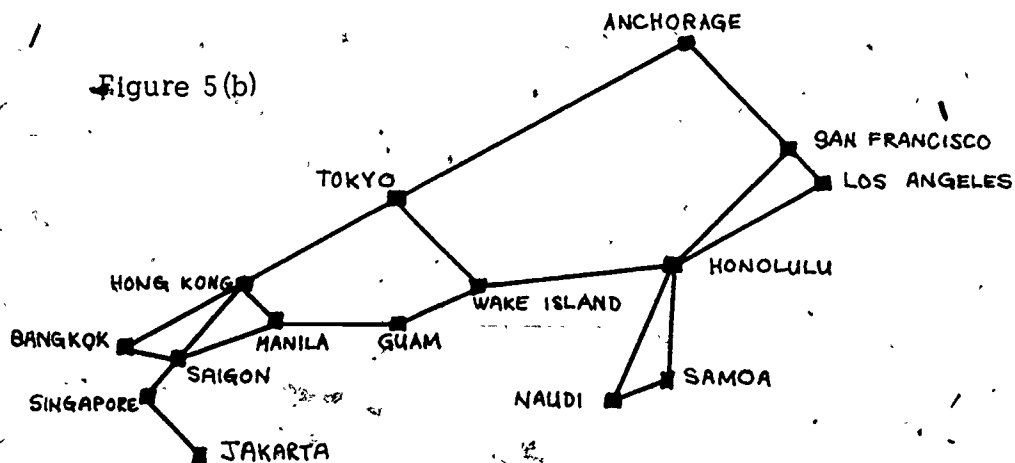 ANCHORAGE
Figure 5(b)
SAN FRANCISCO
TOKYO
LOS ANGELES
HONG KONG
HONOLULU
WAKE ISLAND
BANGKOK
MANILA
GUAM
SAIGON
SAMOA
SINGAPORE
NAUDI
JAKARTA